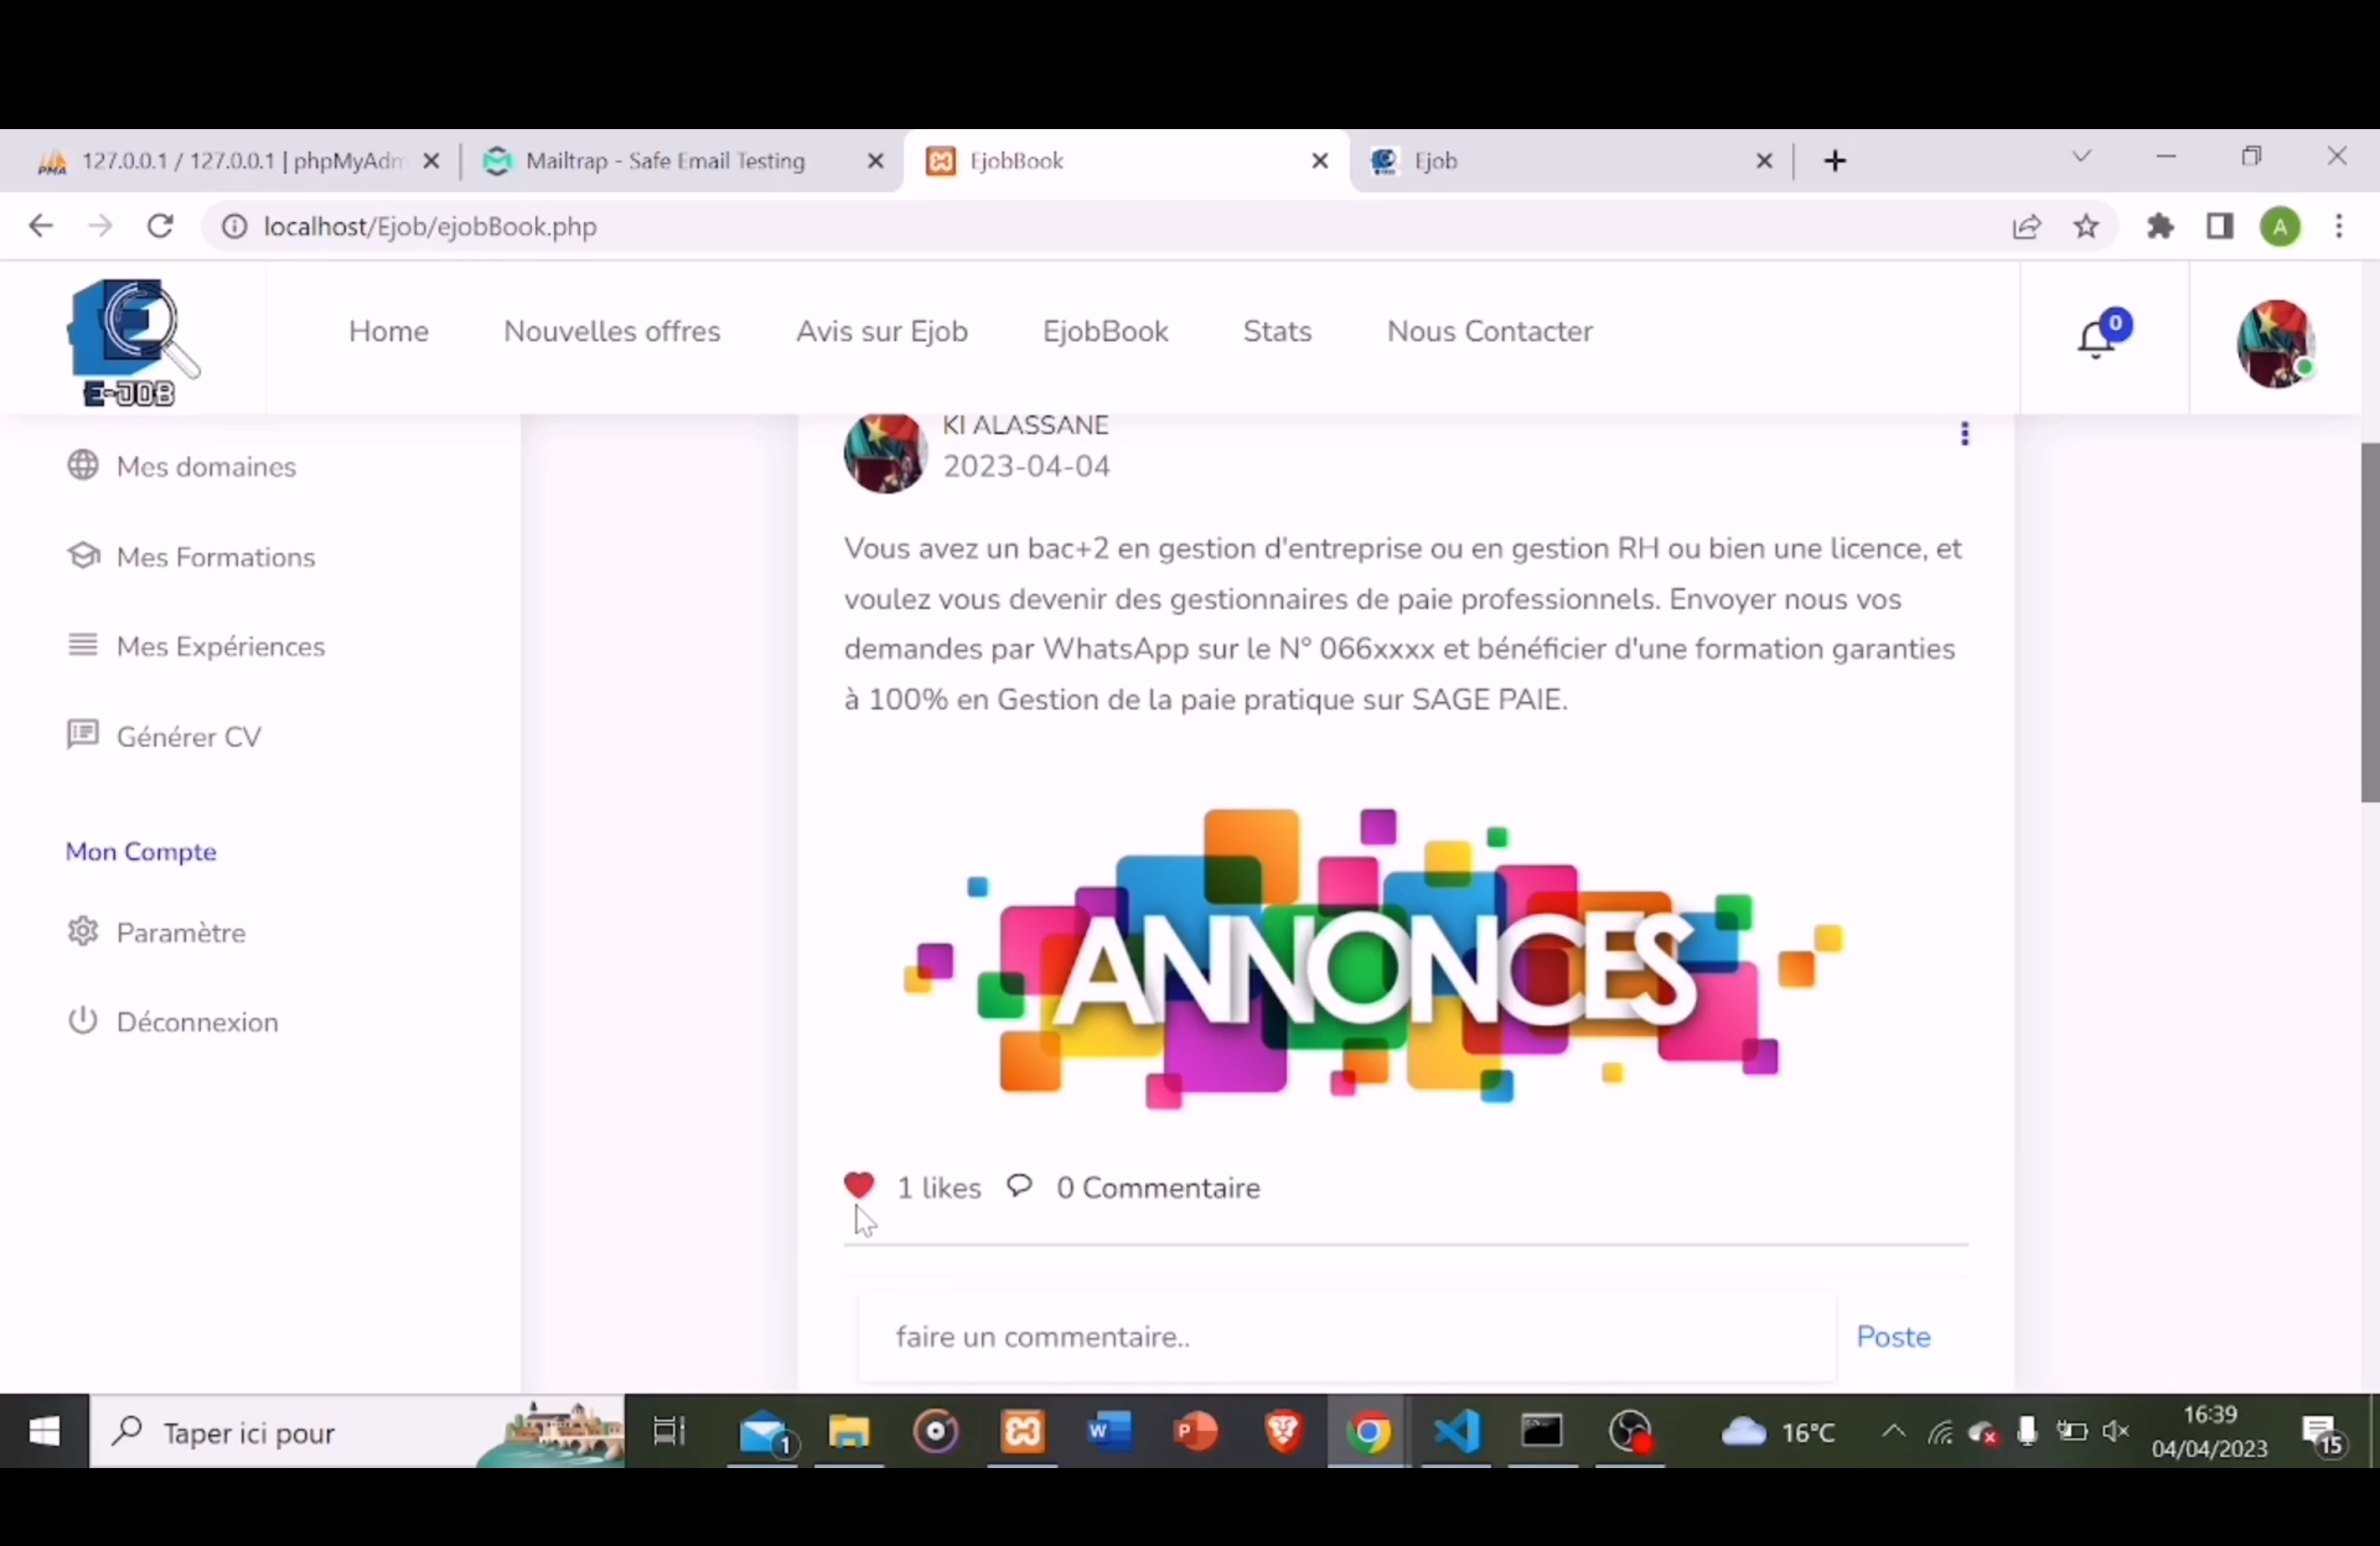 127.0.0.1 / 127.0.0.1 | phpMyAdm
Mailtrap - Safe Email Testing
EjobBook
Ejob
localhost/Ejob/ejobBook.php
A
E-JOB
Home
Nouvelles offres
Avis sur Ejob
EjobBook
Stats
Nous Contacter
0
Mes domaines
Mes Formations
Mes Expériences
Générer CV
Mon Compte
Paramètre
Déconnexion
KI ALASSANE
2023-04-04
Vous avez un bac+2 en gestion d'entreprise ou en gestion RH ou bien une licence, et
voulez vous devenir des gestionnaires de paie professionnels. Envoyer nous vos
demandes par WhatsApp sur le N° 066xxxx et bénéficier d'une formation garanties
à 100% en Gestion de la paie pratique sur SAGE PAIE.
ANNONCES
1 likes
0 Commentaire
faire un commentaire..
Poste
Taper ici pour
1
16°C
16:39
04/04/2023
15